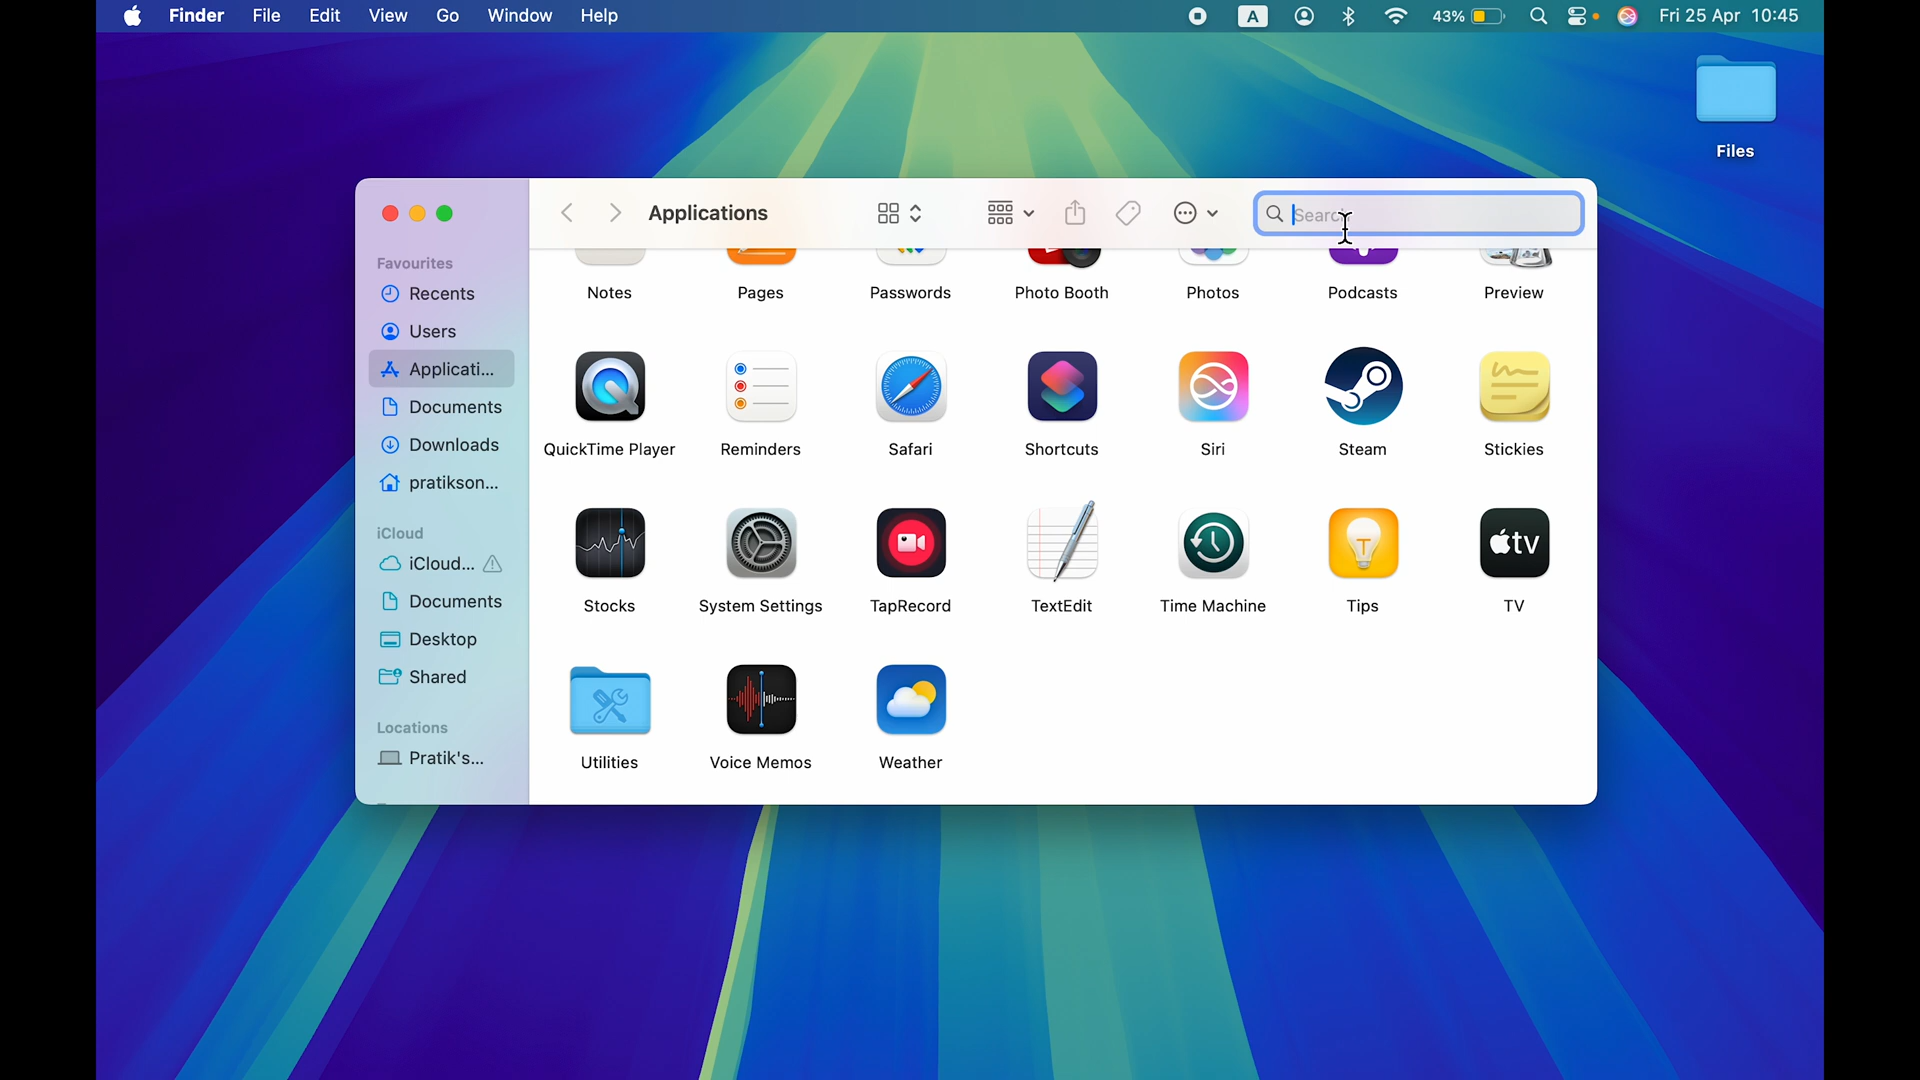 Finder File Edit View Go Window Help A 43% Fri 25 Apr 10:45
Files
Applications Search
Favourites
Recents
Users
Applicati...
Documents
Downloads
pratikson...
iCloud
iCloud...
Documents
Desktop
Shared
Locations
Pratik's...
Notes Pages Passwords Photo Booth Photos Podcasts Preview
QuickTime Player Reminders Safari Shortcuts Siri Steam Stickies
T tv
Stocks System Settings TapRecord TextEdit Time Machine Tips TV
Utilities Voice Memos Weather